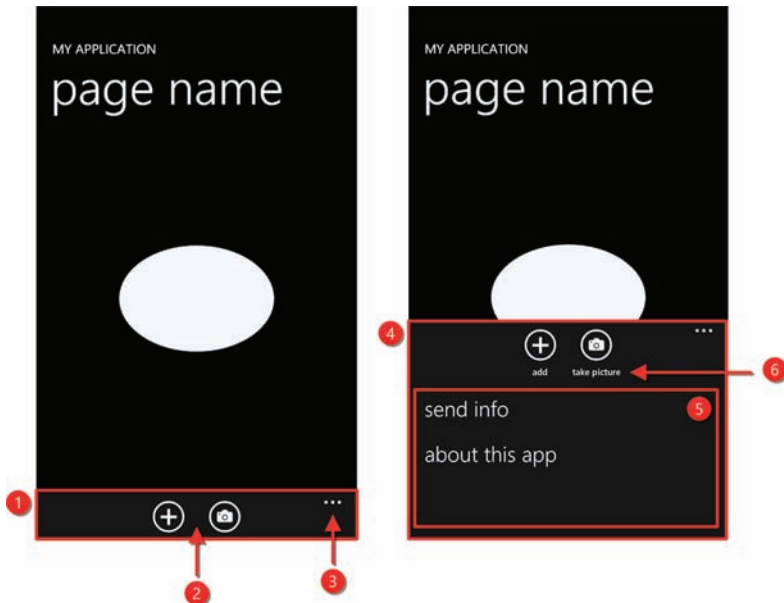 MY APPLICATION
page name
1
2
3
MY APPLICATION
page name
4
add take picture
6
send info
5
about this app